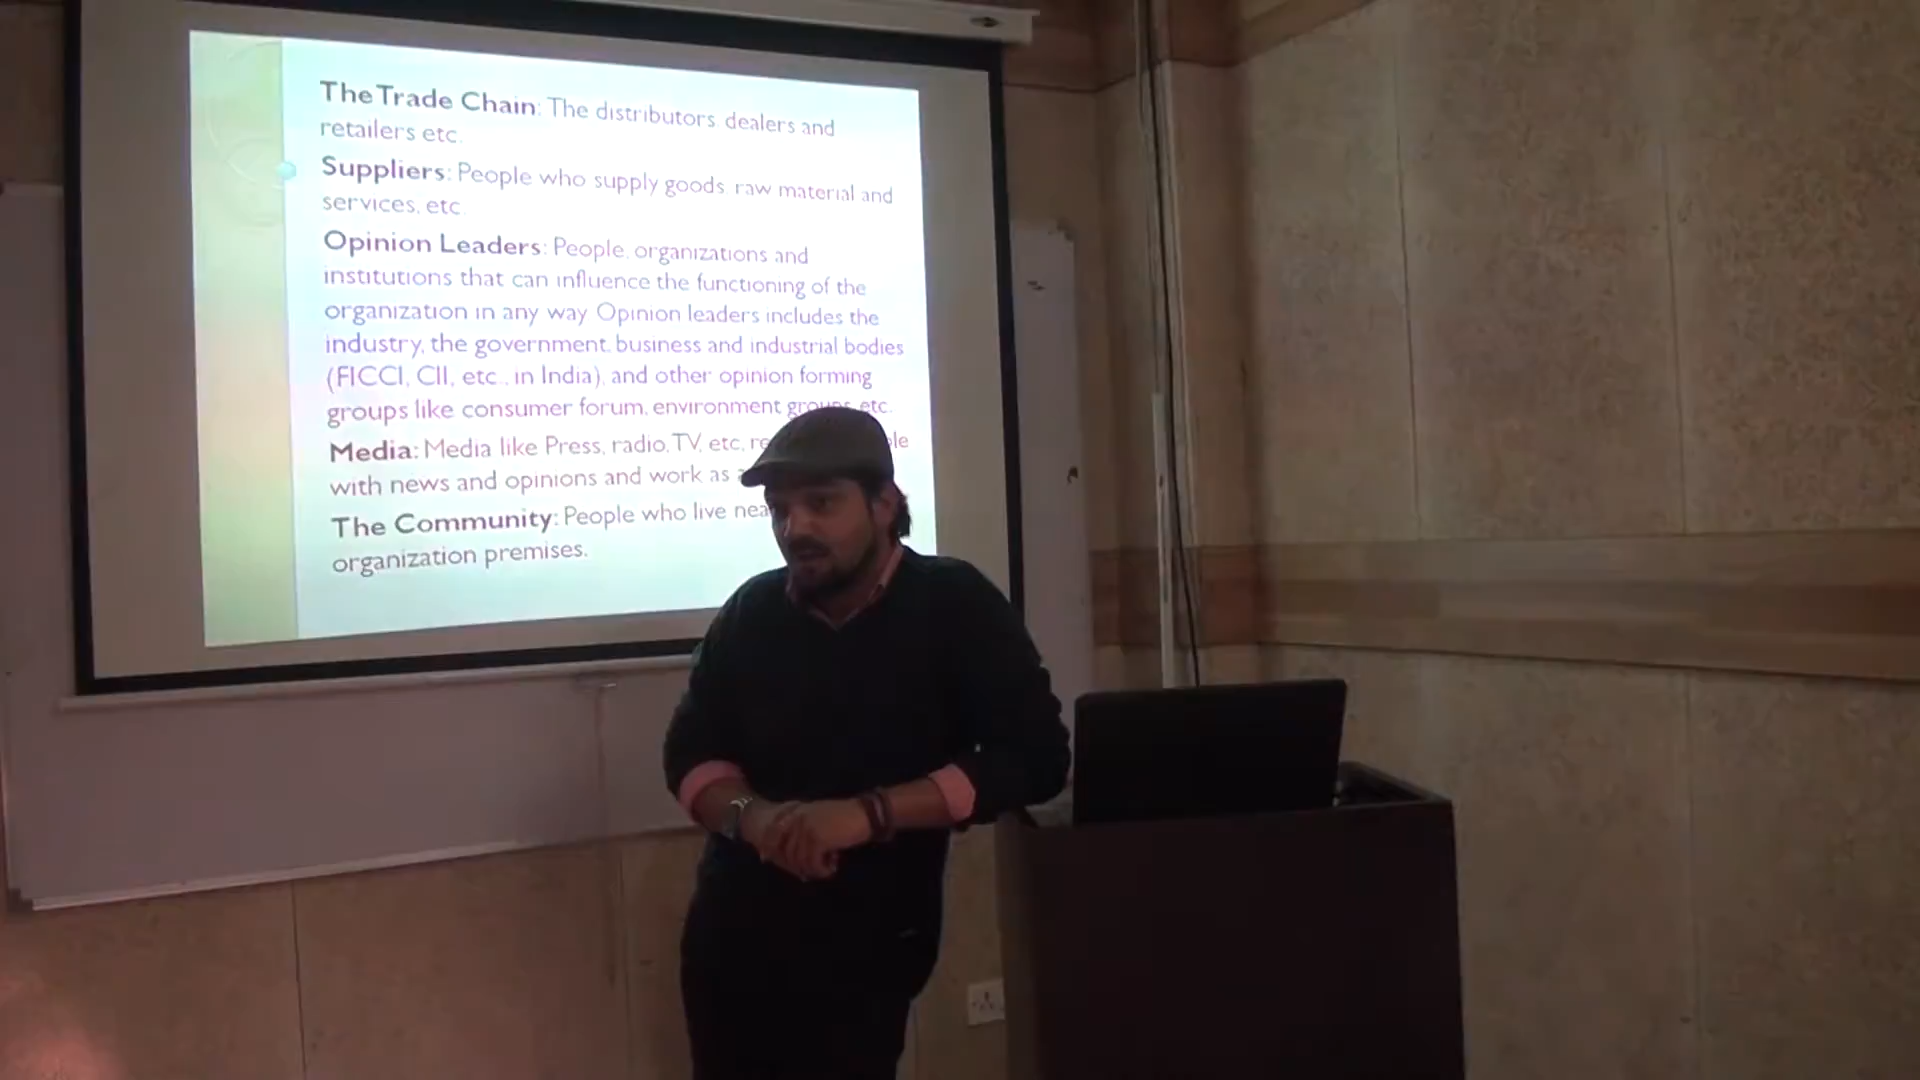 The Trade Chain: The distributors, dealers and
retailers etc.
Suppliers: People who supply goods, raw material and
services, etc.
Opinion Leaders: People, organizations and
institutions that can influence the functioning of the
organization in any way. Opinion leaders includes the
industry, the government, business and industrial bodies
(FICCI, CII, etc., in India), and other opinion forming
groups like consumer forum, environment groups etc.
Media: Media like Press, radio, TV, etc,
with news and opinions and work as
The Community: People who live
organization premises.